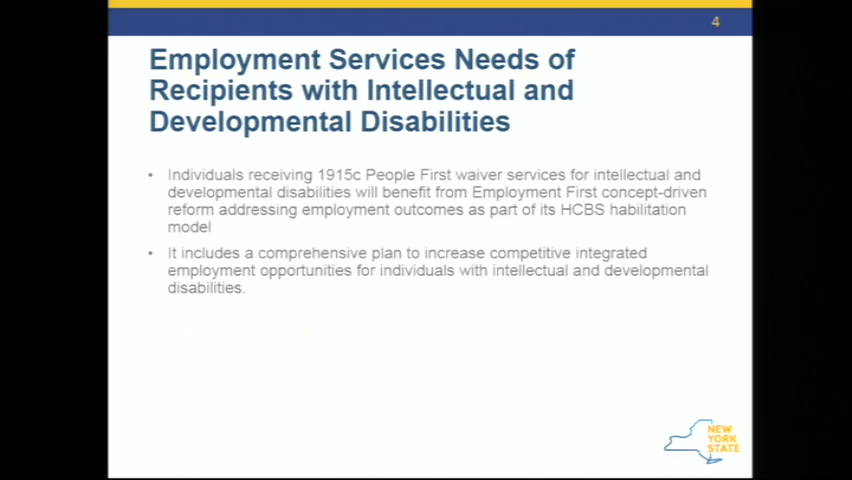 4
Employment Services Needs of
Recipients with Intellectual and
Developmental Disabilities
• Individuals receiving 1915c People First waiver services for intellectual and
developmental disabilities will benefit from Employment First concept-driven
reform addressing employment outcomes as part of its HCBS habilitation
model
• It includes a comprehensive plan to increase competitive integrated
employment opportunities for individuals with intellectual and developmental
disabilities.
NEW
YORK
STATE